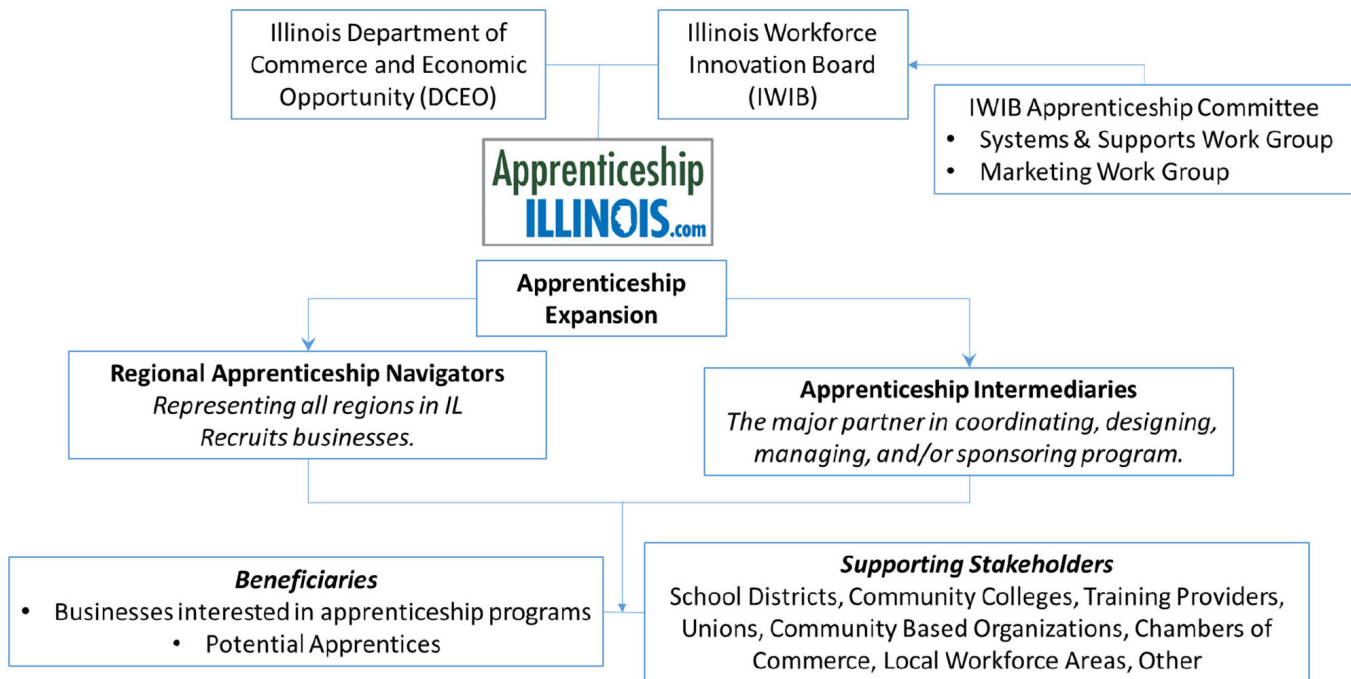 Illinois Department of
Commerce and Economic
Opportunity (DCEO)
Illinois Workforce
Innovation Board
(IWIB)
IWIB Apprenticeship Committee
• Systems & Supports Work Group
• Marketing Work Group
Apprenticeship
ILLINOIS.com
Apprenticeship
Expansion
Regional Apprenticeship Navigators
Representing all regions in IL
Recruits businesses.
Apprenticeship Intermediaries
The major partner in coordinating, designing,
managing, and/or sponsoring program.
Beneficiaries
• Businesses interested in apprenticeship programs
• Potential Apprentices
Supporting Stakeholders
School Districts, Community Colleges, Training Providers,
Unions, Community Based Organizations, Chambers of
Commerce, Local Workforce Areas, Other